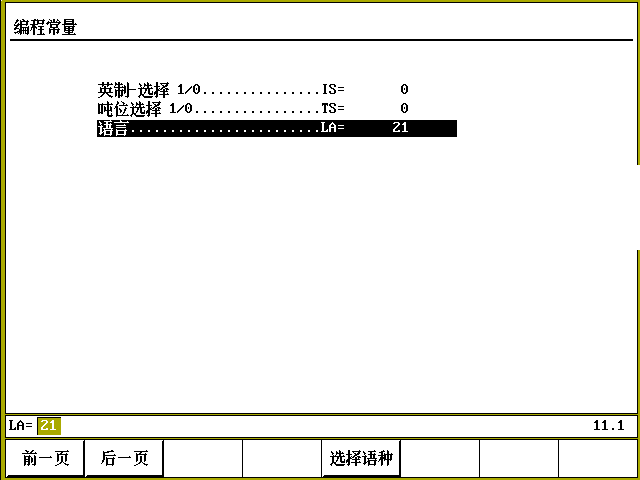 编程常量
英制-选择 1/0...............IS= 0
吨位选择 1/0................TS= 0
语言........................LA= 21
LA= 21 11.1
前一页 后一页 选择语种